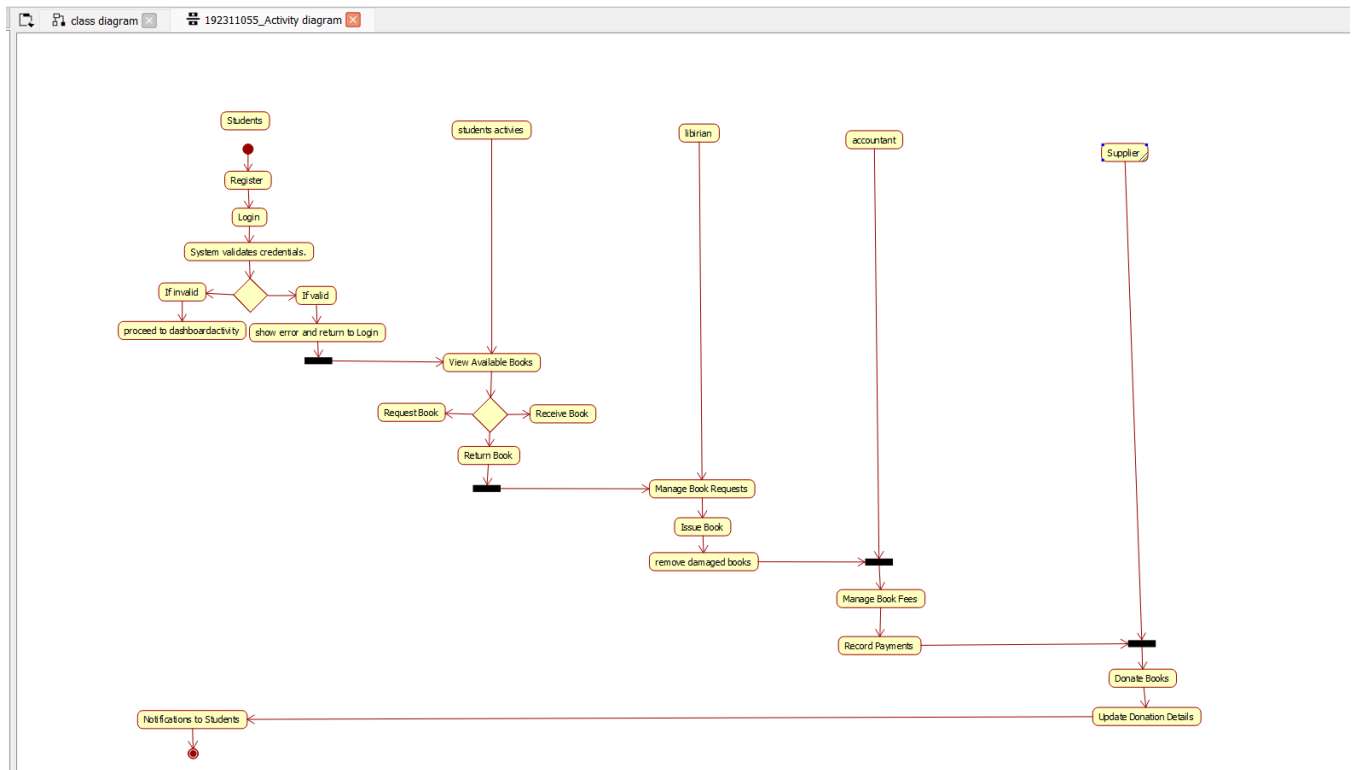 class diagram
192311055_Activity diagram
Students
students activies
libirian
accountant
Supplier
Register
Login
System validates credentials.
If invalid
If valid
proceed to dashboardactivity
show error and return to Login
View Available Books
Request Book
Receive Book
Return Book
Manage Book Requests
Issue Book
remove damaged books
Manage Book Fees
Record Payments
Donate Books
Notifications to Students
Update Donation Details